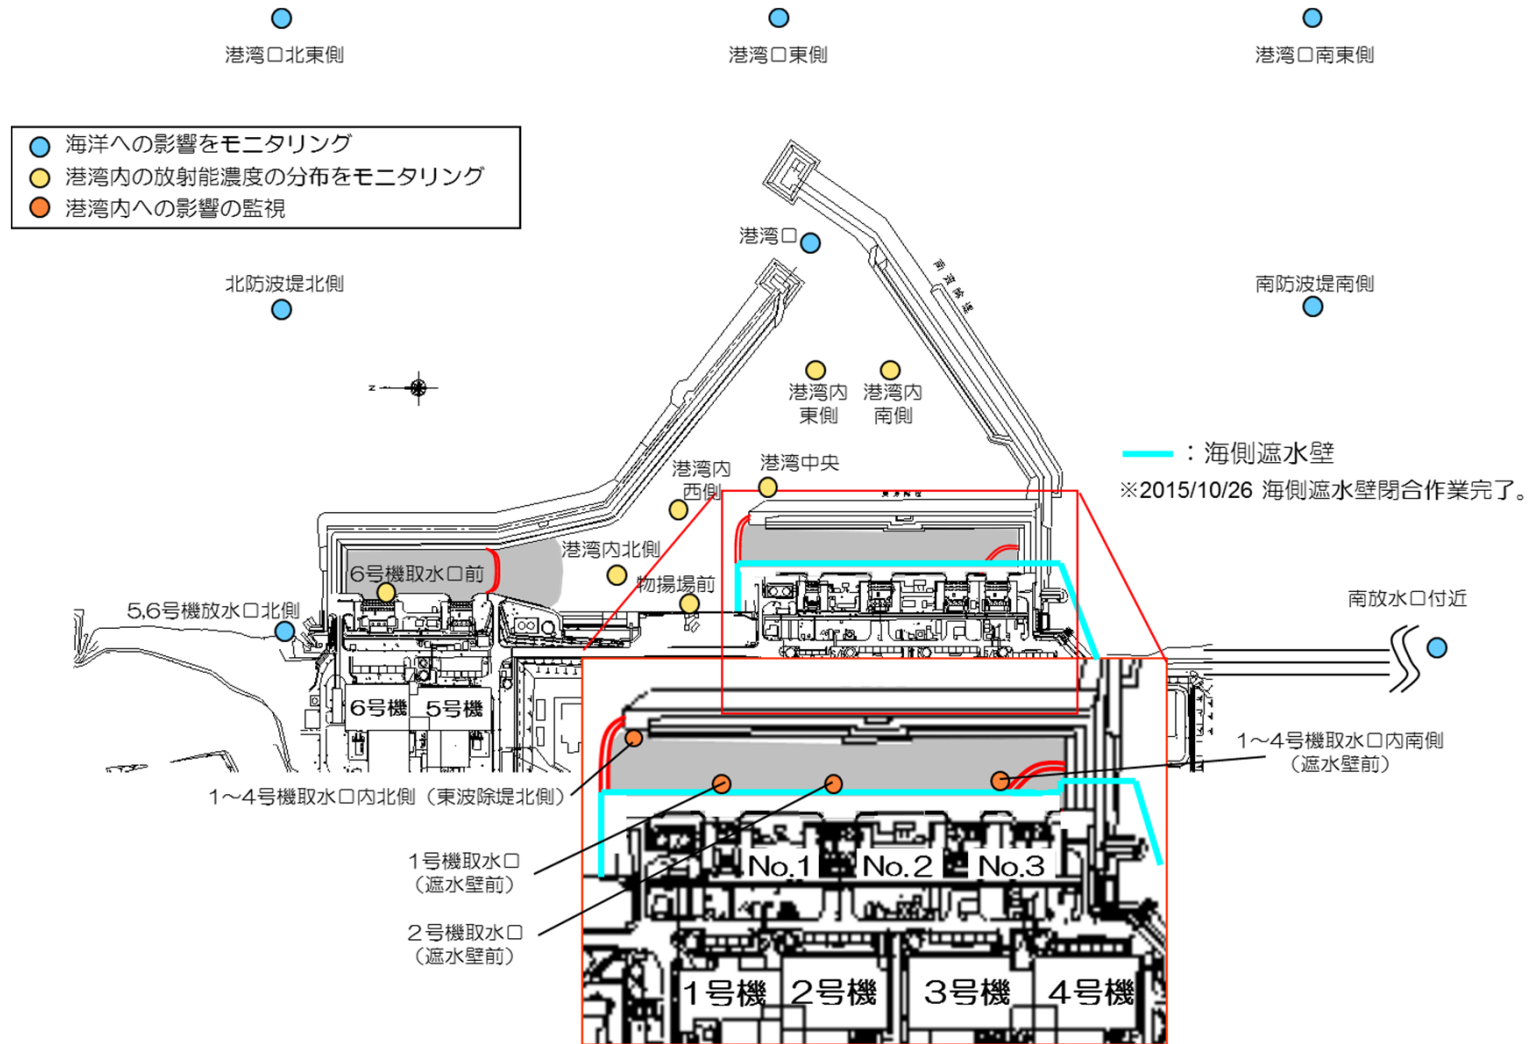 港湾口北東側
港湾口東側
港湾口南東側
海洋への影響をモニタリング
港湾内の放射能濃度の分布をモニタリング
港湾内への影響の監視
港湾口
南防波堤
北防波堤北側
南防波堤南側
N
港湾内
東側
港湾内
南側
：海側遮水壁
※2015/10/26 海側遮水壁閉合作業完了。
港湾内
西側
港湾中央
東波除堤
港湾内北側
6号機取水口前
物揚場前
5,6号機放水口北側
南放水口付近
6号機
5号機
1～4号機取水口内南側
（遮水壁前）
1～4号機取水口内北側（東波除堤北側）
1号機取水口
（遮水壁前）
No.1
No.2
No.3
2号機取水口
（遮水壁前）
1号機
2号機
3号機
4号機